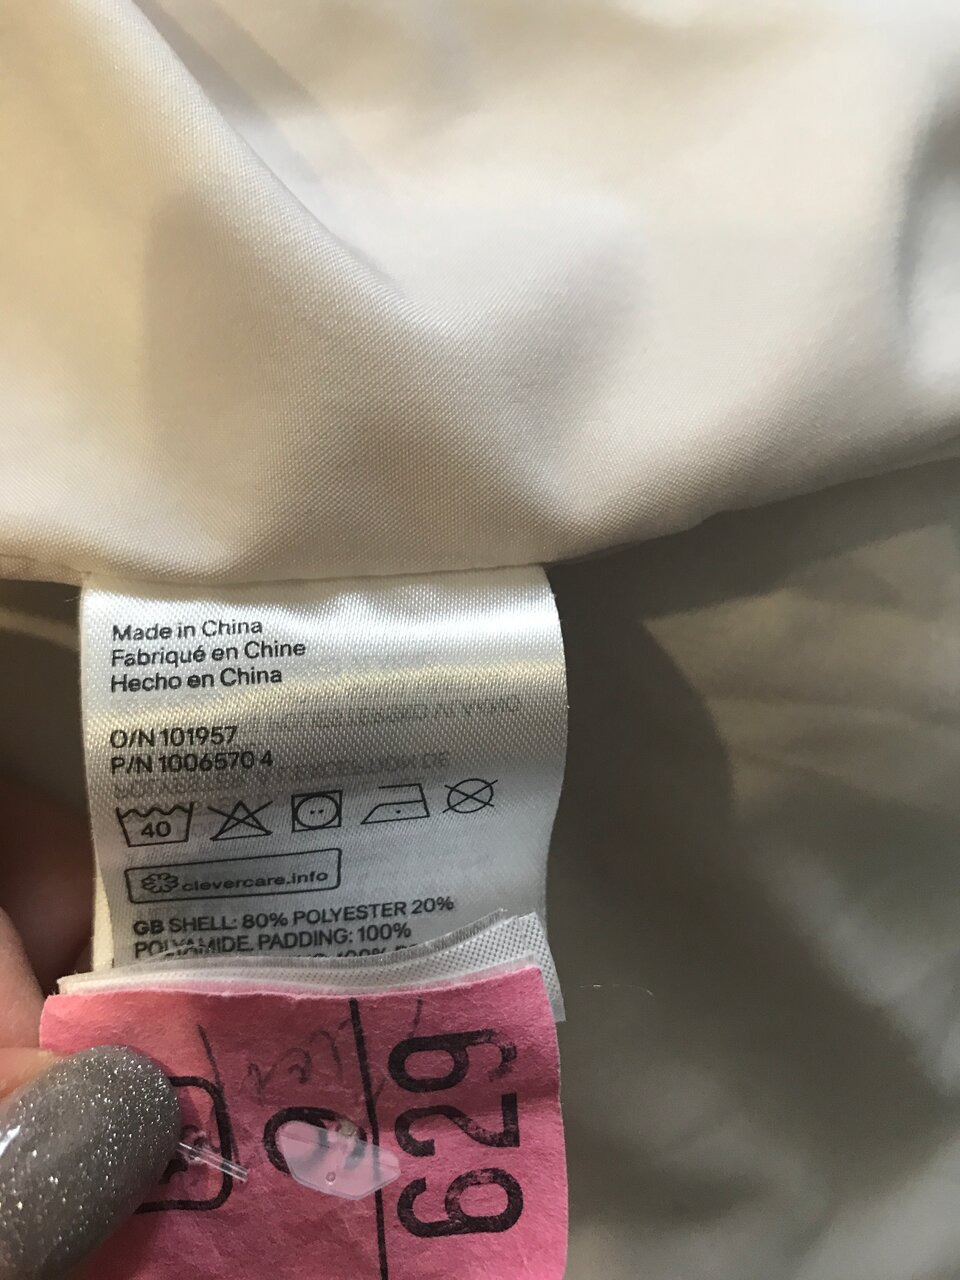 Made in China
Fabriqué en Chine
Hecho en China
O/N 101957
P/N 1006570 4
40
clevercare.info
GB SHELL: 80% POLYESTER 20%
POLYAMIDE, PADDING: 100%
629